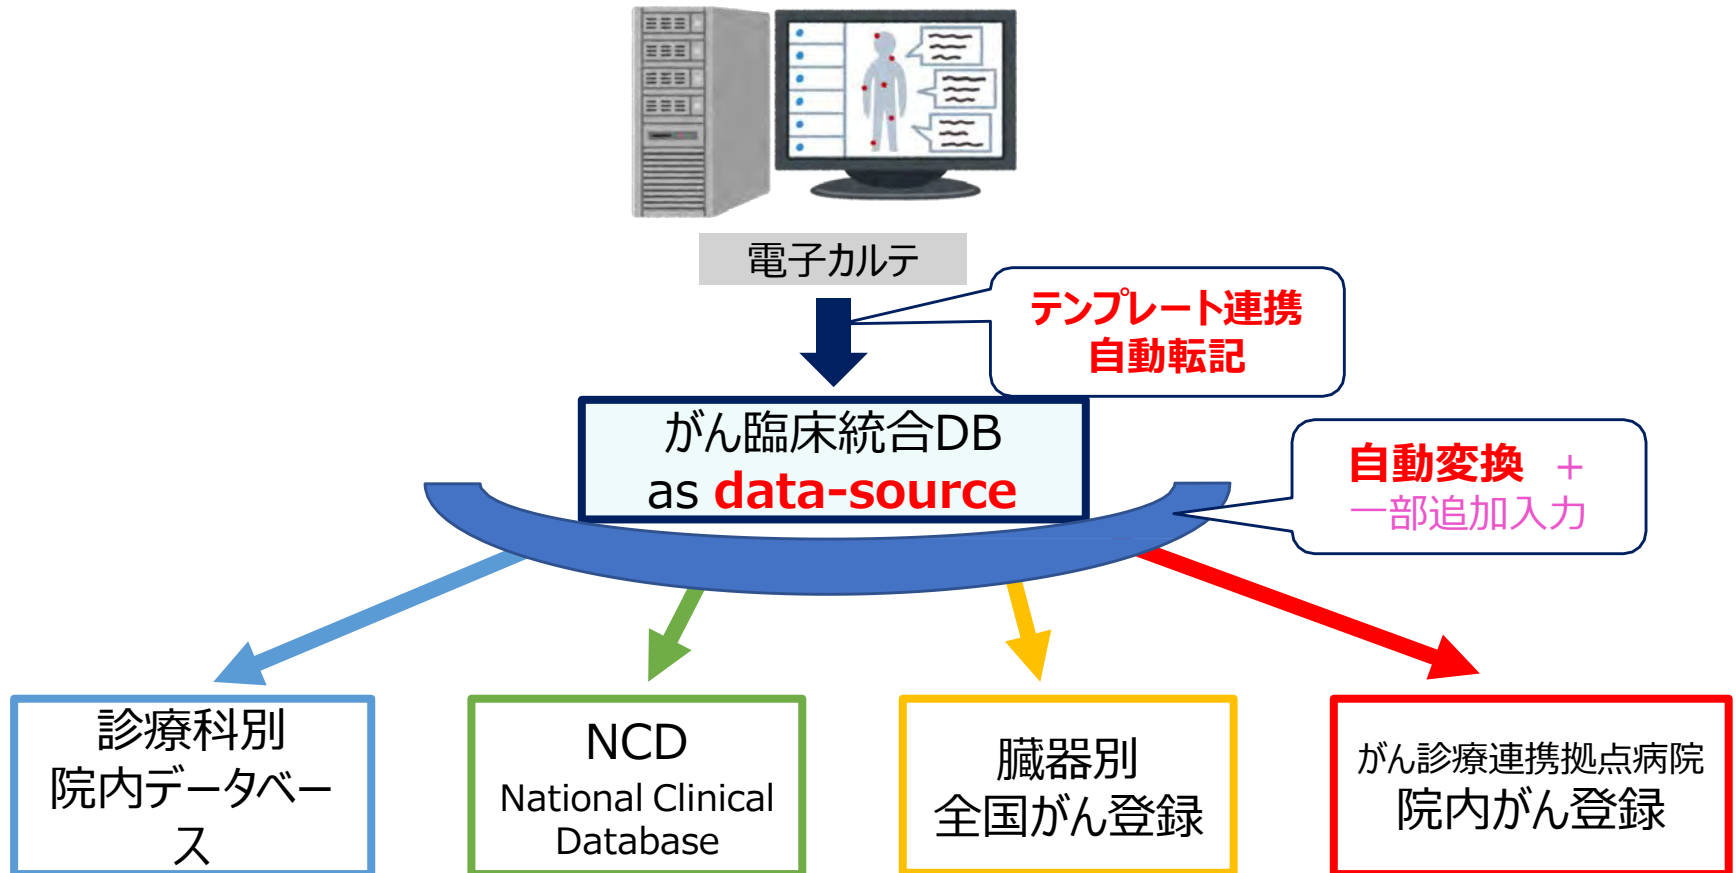 電子カルテ
テンプレート連携
自動転記
がん臨床統合DB
as data-source
自動変換 +
一部追加入力
診療科別
院内データベー
ス
NCD
National Clinical
Database
臓器別
全国がん登録
がん診療連携拠点病院
院内がん登録